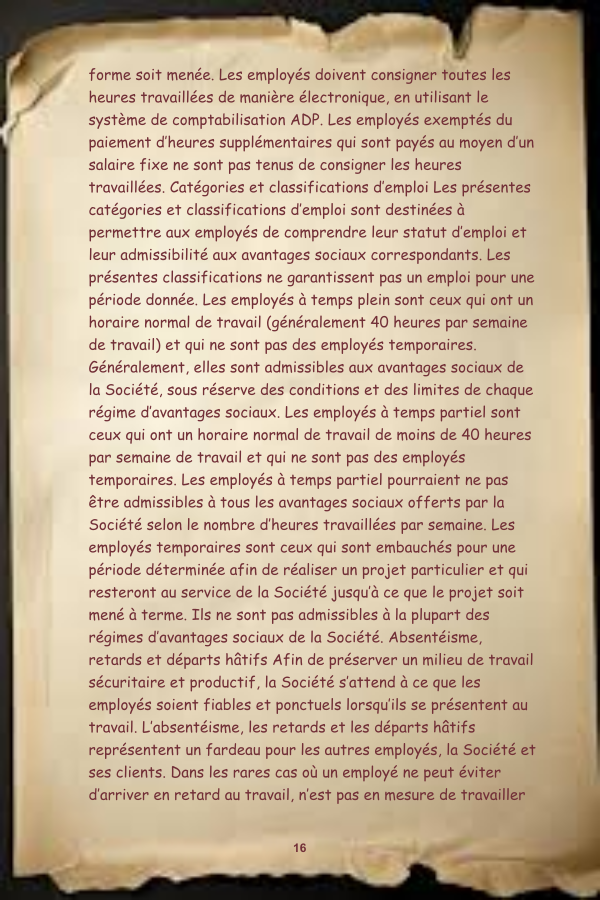 forme soit menée. Les employés doivent consigner toutes les
heures travaillées de manière électronique, en utilisant le
système de comptabilisation ADP. Les employés exemptés du
paiement d’heures supplémentaires qui sont payés au moyen d’un
salaire fixe ne sont pas tenus de consigner les heures
travaillées. Catégories et classifications d’emploi Les présentes
catégories et classifications d’emploi sont destinées à
permettre aux employés de comprendre leur statut d’emploi et
leur admissibilité aux avantages sociaux correspondants. Les
présentes classifications ne garantissent pas un emploi pour une
période donnée. Les employés à temps plein sont ceux qui ont un
horaire normal de travail (généralement 40 heures par semaine
de travail) et qui ne sont pas des employés temporaires.
Généralement, elles sont admissibles aux avantages sociaux de
la Société, sous réserve des conditions et des limites de chaque
régime d’avantages sociaux. Les employés à temps partiel sont
ceux qui ont un horaire normal de travail de moins de 40 heures
par semaine de travail et qui ne sont pas des employés
temporaires. Les employés à temps partiel pourraient ne pas
être admissibles à tous les avantages sociaux offerts par la
Société selon le nombre d’heures travaillées par semaine. Les
employés temporaires sont ceux qui sont embauchés pour une
période déterminée afin de réaliser un projet particulier et qui
resteront au service de la Société jusqu’à ce que le projet soit
mené à terme. Ils ne sont pas admissibles à la plupart des
régimes d’avantages sociaux de la Société. Absentéisme,
retards et départs hâtifs Afin de préserver un milieu de travail
sécuritaire et productif, la Société s’attend à ce que les
employés soient fiables et ponctuels lorsqu’ils se présentent au
travail. L’absentéisme, les retards et les départs hâtifs
représentent un fardeau pour les autres employés, la Société et
ses clients. Dans les rares cas où un employé ne peut éviter
d’arriver en retard au travail, n’est pas en mesure de travailler
16